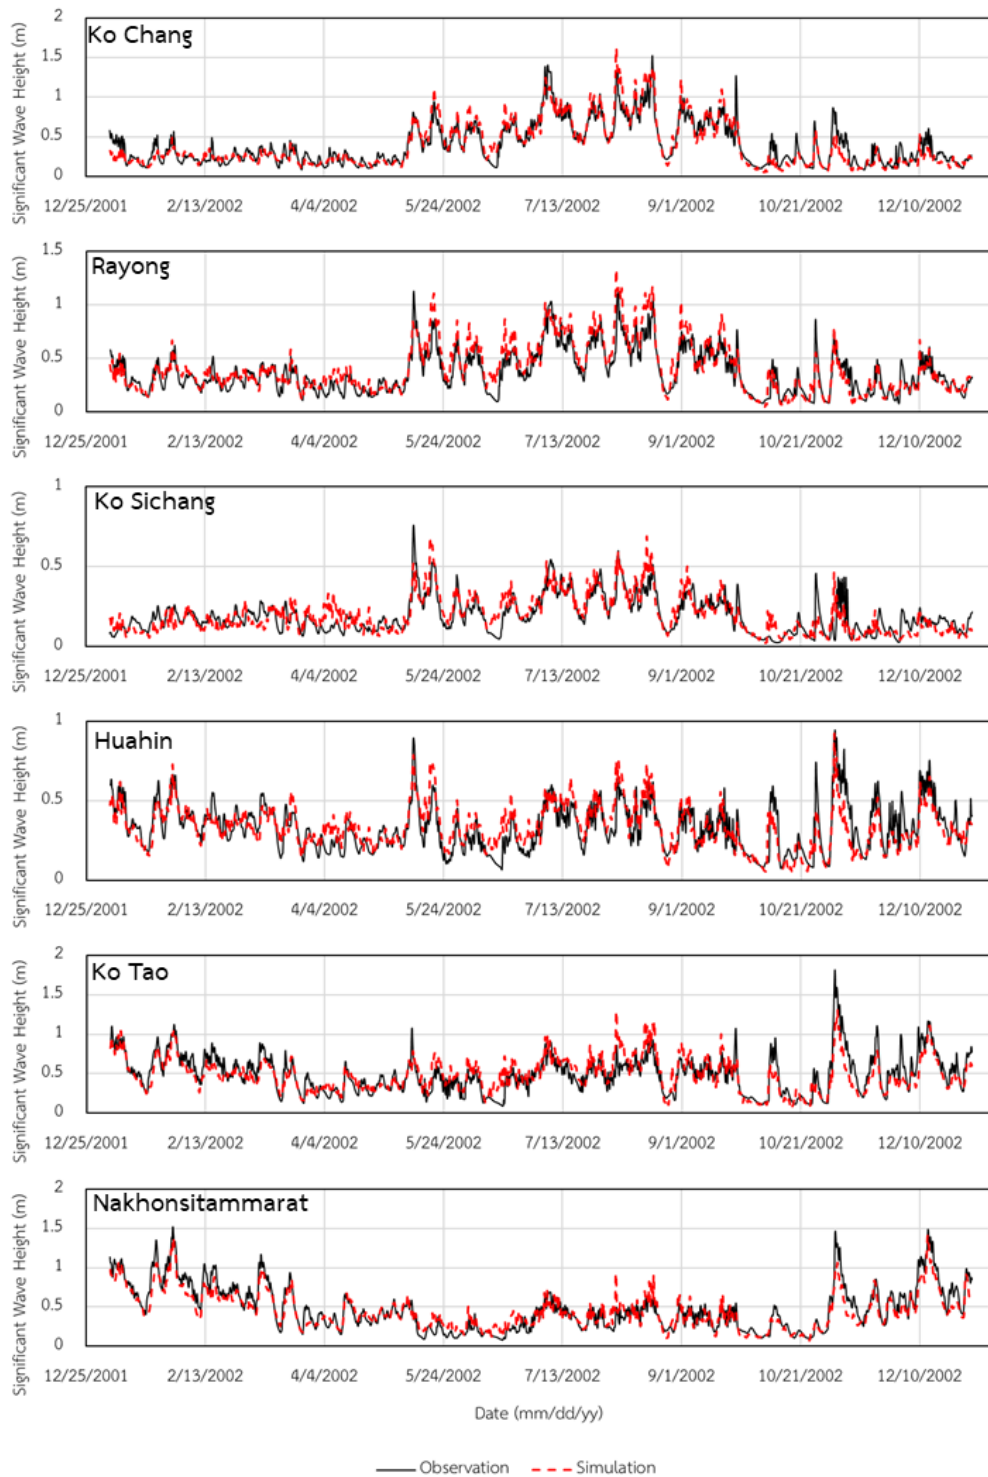 Significant Wave Height (m)
2
Ko Chang
1.5
1
0.5
0
12/25/2001 2/13/2002 4/4/2002 5/24/2002 7/13/2002 9/1/2002 10/21/2002 12/10/2002
Significant Wave Height (m)
1.5
Rayong
1
0.5
0
12/25/2001 2/13/2002 4/4/2002 5/24/2002 7/13/2002 9/1/2002 10/21/2002 12/10/2002
Significant Wave Height (m)
1
Ko Sichang
0.5
0
12/25/2001 2/13/2002 4/4/2002 5/24/2002 7/13/2002 9/1/2002 10/21/2002 12/10/2002
Significant Wave Height (m)
1
Huahin
0.5
0
12/25/2001 2/13/2002 4/4/2002 5/24/2002 7/13/2002 9/1/2002 10/21/2002 12/10/2002
Significant Wave Height (m)
2
Ko Tao
1.5
1
0.5
0
12/25/2001 2/13/2002 4/4/2002 5/24/2002 7/13/2002 9/1/2002 10/21/2002 12/10/2002
Significant Wave Height (m)
2
Nakhonsitammarat
1.5
1
0.5
0
12/25/2001 2/13/2002 4/4/2002 5/24/2002 7/13/2002 9/1/2002 10/21/2002 12/10/2002
Date (mm/dd/yy)
Observation Simulation